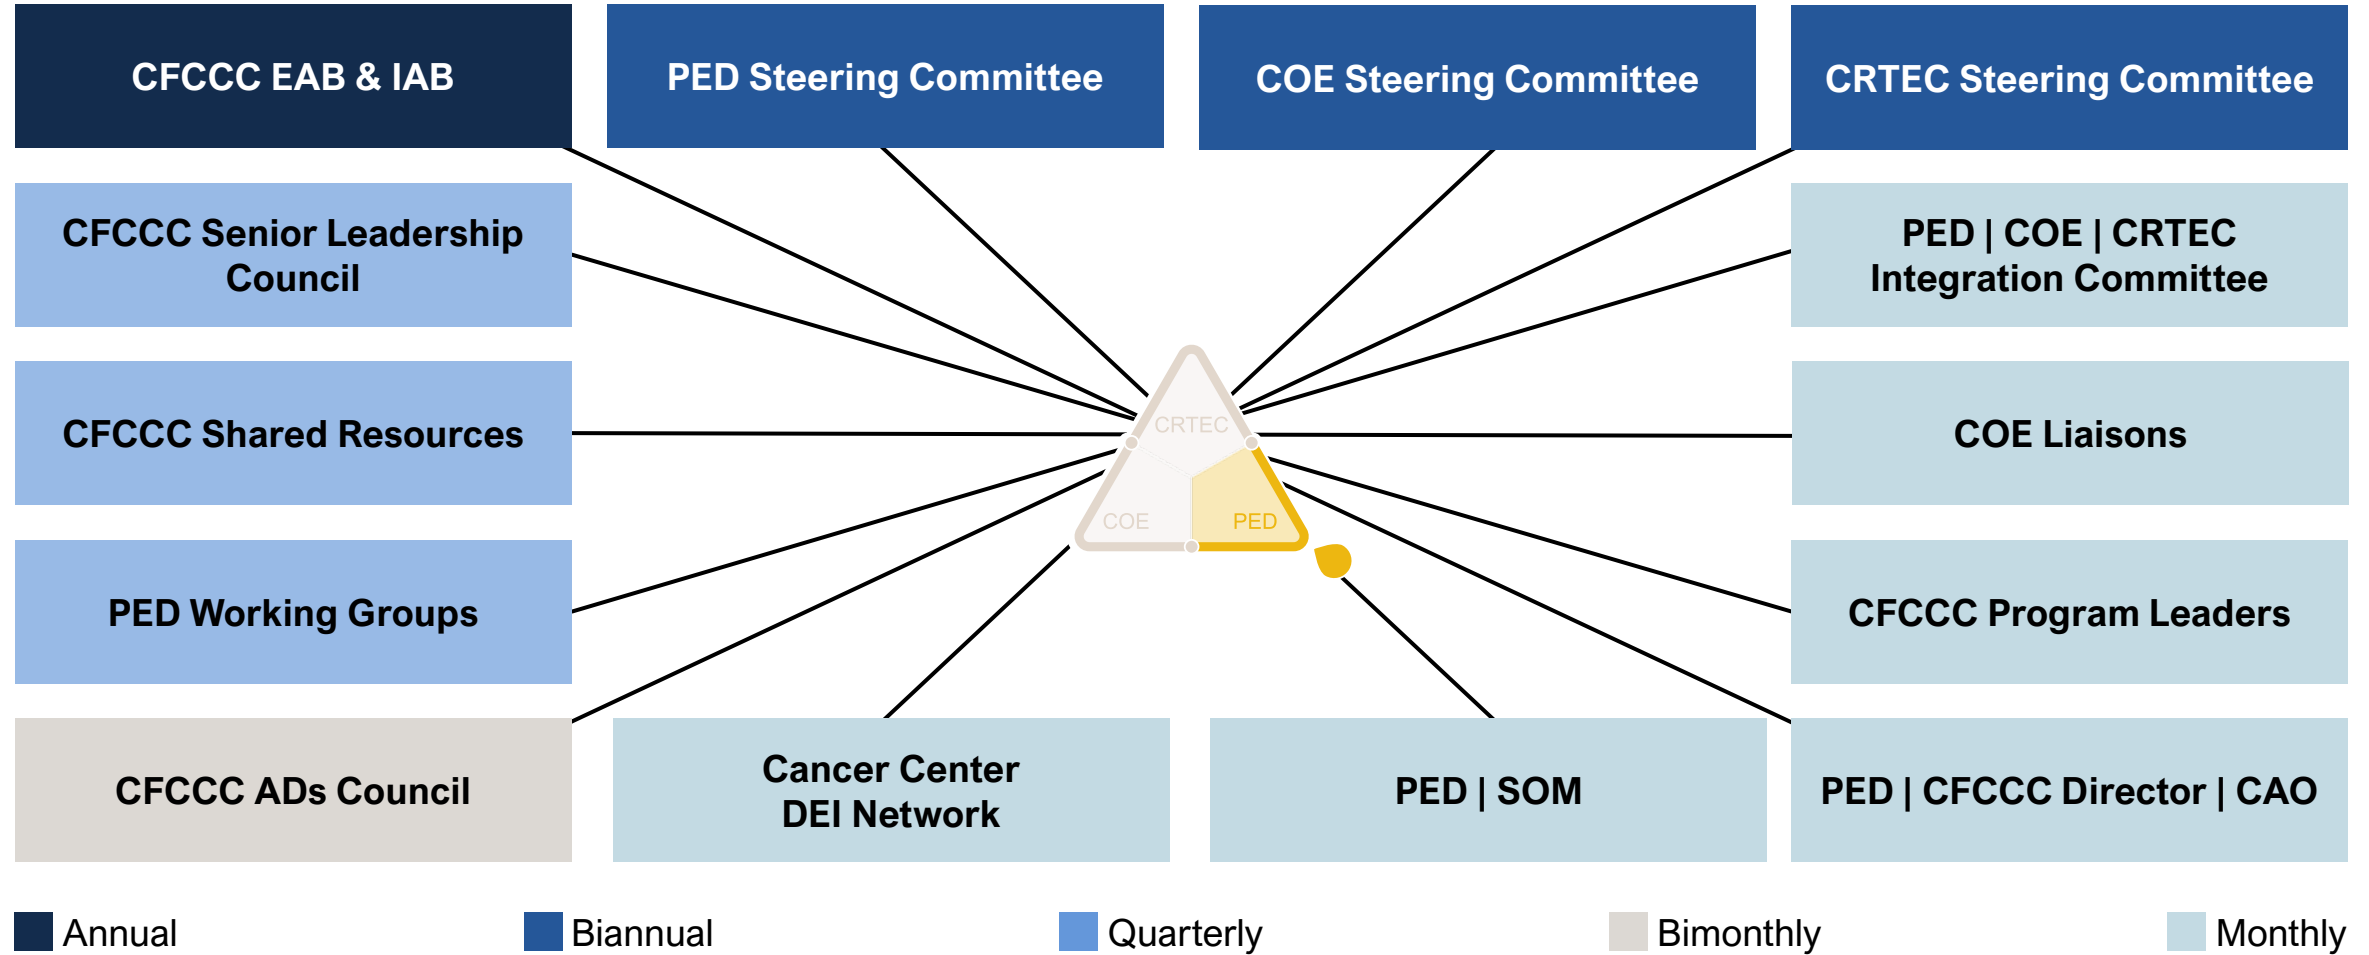 CFCCC EAB & IAB
PED Steering Committee
COE Steering Committee
CRTEC Steering Committee
CFCCC Senior Leadership
Council
PED | COE | CRTEC
Integration Committee
CFCCC Shared Resources
CRTEC
COE
PED
COE Liaisons
PED Working Groups
CFCCC Program Leaders
CFCCC ADs Council
Cancer Center
DEI Network
PED | SOM
PED | CFCCC Director | CAO
Annual
Biannual
Quarterly
Bimonthly
Monthly